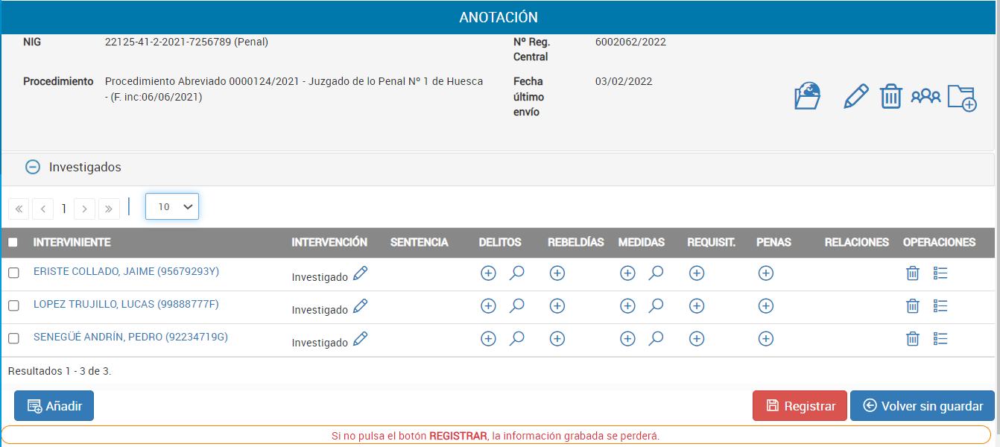 ANOTACIÓN
NIG 22125-41-2-2021-7256789 (Penal) Nº Reg. 6002062/2022
Central
Procedimiento Procedimiento Abreviado 0000124/2021 - Juzgado de lo Penal Nº 1 de Huesca Fecha 03/02/2022
- (F. inc:06/06/2021) último
envío
Investigados
« < 1 > » 10
INTERVINIENTE INTERVENCIÓN SENTENCIA DELITOS REBELDÍAS MEDIDAS REQUISIT. PENAS RELACIONES OPERACIONES
ERISTE COLLADO, JAIME (95679293Y) Investigado
LOPEZ TRUJILLO, LUCAS (99888777F) Investigado
SENEGÜÉ ANDRÍN, PEDRO (92234719G) Investigado
Resultados 1 - 3 de 3.
Añadir Registrar Volver sin guardar
Si no pulsa el botón REGISTRAR, la información grabada se perderá.